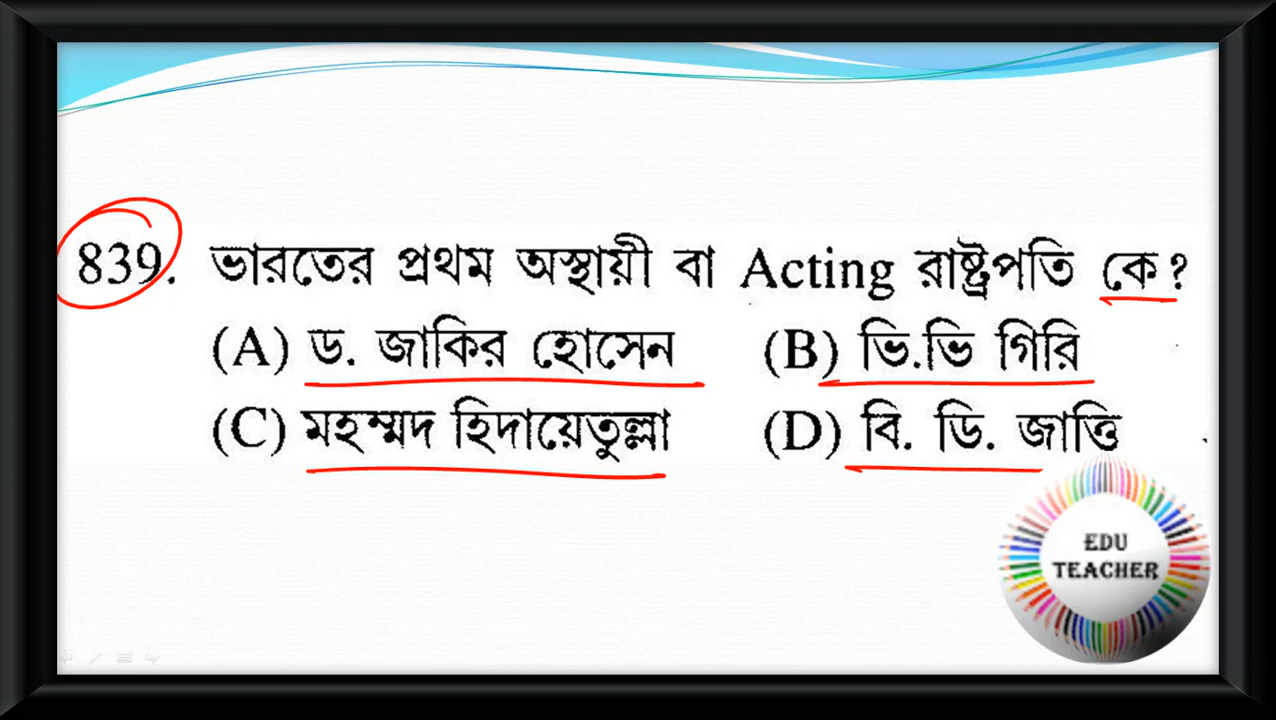 839. ভারতের প্রথম অস্থায়ী বা Acting রাষ্ট্রপতি কে?
(A) ড. জাকির হোসেন (B) ভি.ভি গিরি
(C) মহম্মদ হিদায়েতুল্লা (D) বি. ডি. জাত্তি
EDU
TEACHER